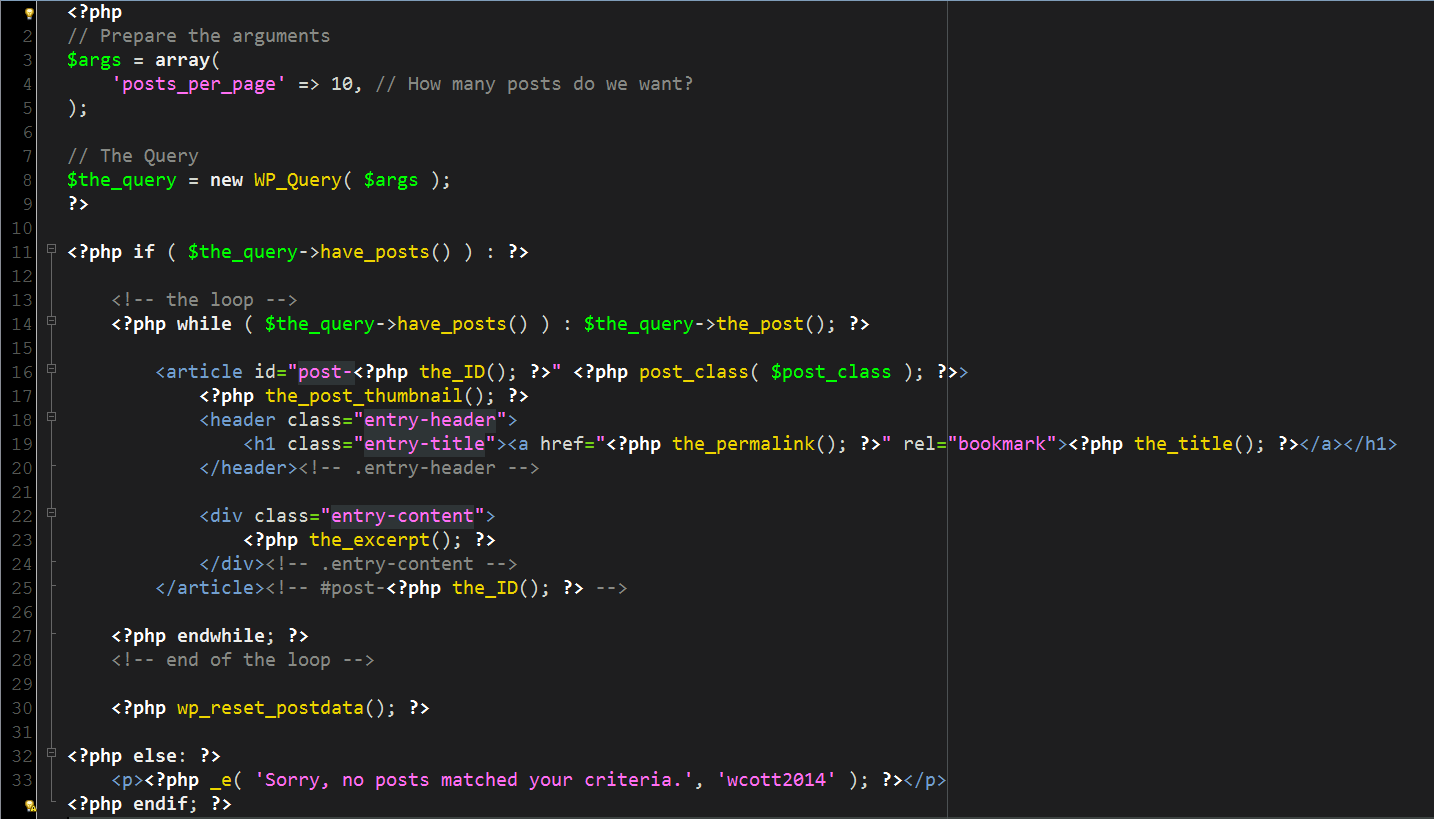 <?php
2 // Prepare the arguments
3 $args = array(
4 'posts_per_page' => 10, // How many posts do we want?
5 );
6
7 // The Query
8 $the_query = new WP_Query( $args );
9 ?>
10
11 <?php if ( $the_query->have_posts() ) : ?>
12
13 <!-- the loop -->
14 <?php while ( $the_query->have_posts() ) : $the_query->the_post(); ?>
15
16 <article id="post-<?php the_ID(); ?>" <?php post_class( $post_class ); ?>>
17 <?php the_post_thumbnail(); ?>
18 <header class="entry-header">
19 <h1 class="entry-title"><a href="<?php the_permalink(); ?>" rel="bookmark"><?php the_title(); ?></a></h1>
20 </header><!-- .entry-header -->
21
22 <div class="entry-content">
23 <?php the_excerpt(); ?>
24 </div><!-- .entry-content -->
25 </article><!-- #post-<?php the_ID(); ?> -->
26
27 <?php endwhile; ?>
28 <!-- end of the loop -->
29
30 <?php wp_reset_postdata(); ?>
31
32 <?php else: ?>
33 <p><?php _e( 'Sorry, no posts matched your criteria.', 'wcott2014' ); ?></p>
<?php endif; ?>